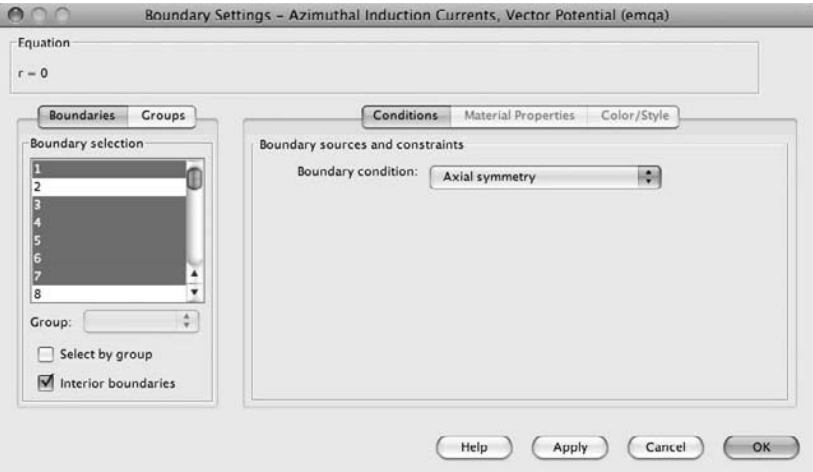 Boundary Settings – Azimuthal Induction Currents, Vector Potential (emqa)
Equation
r = 0
Boundaries Groups
Boundary selection
1
2
3
4
5
6
7
8
Group:
Select by group
Interior boundaries
Conditions Material Properties Color/Style
Boundary sources and constraints
Boundary condition: Axial symmetry
Help Apply Cancel OK